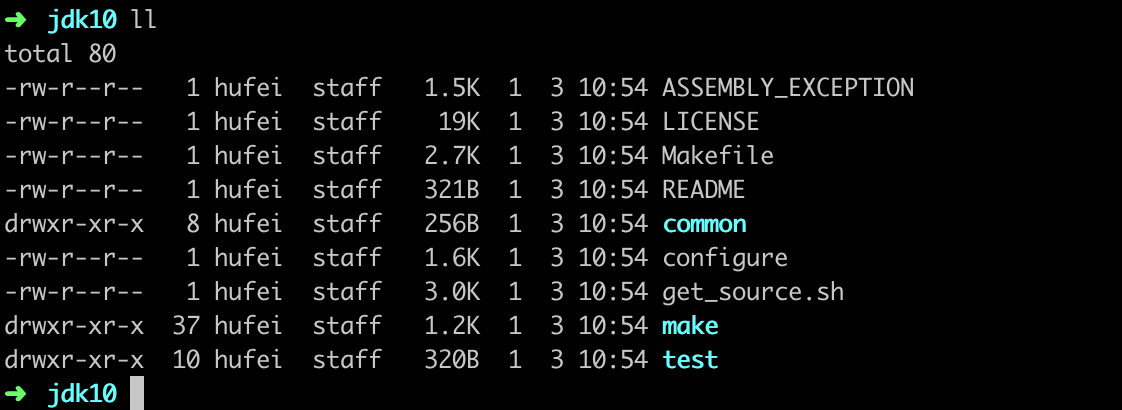 ➜ jdk10 ll
total 80
-rw-r--r--   1 hufei  staff   1.5K  1  3 10:54 ASSEMBLY_EXCEPTION
-rw-r--r--   1 hufei  staff    19K  1  3 10:54 LICENSE
-rw-r--r--   1 hufei  staff   2.7K  1  3 10:54 Makefile
-rw-r--r--   1 hufei  staff   321B  1  3 10:54 README
drwxr-xr-x   8 hufei  staff   256B  1  3 10:54 common
-rw-r--r--   1 hufei  staff   1.6K  1  3 10:54 configure
-rw-r--r--   1 hufei  staff   3.0K  1  3 10:54 get_source.sh
drwxr-xr-x  37 hufei  staff   1.2K  1  3 10:54 make
drwxr-xr-x  10 hufei  staff   320B  1  3 10:54 test
➜ jdk10